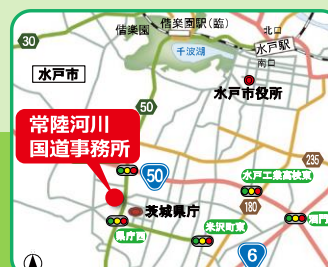 偕楽園
偕楽園駅(臨)
北口
水戸駅
南口
30
千波湖
水戸市
水戸市役所
50
常陸河川
国道事務所
50
水戸工業高校東
235
180
茨城県庁
県庁西
米沢町東
6